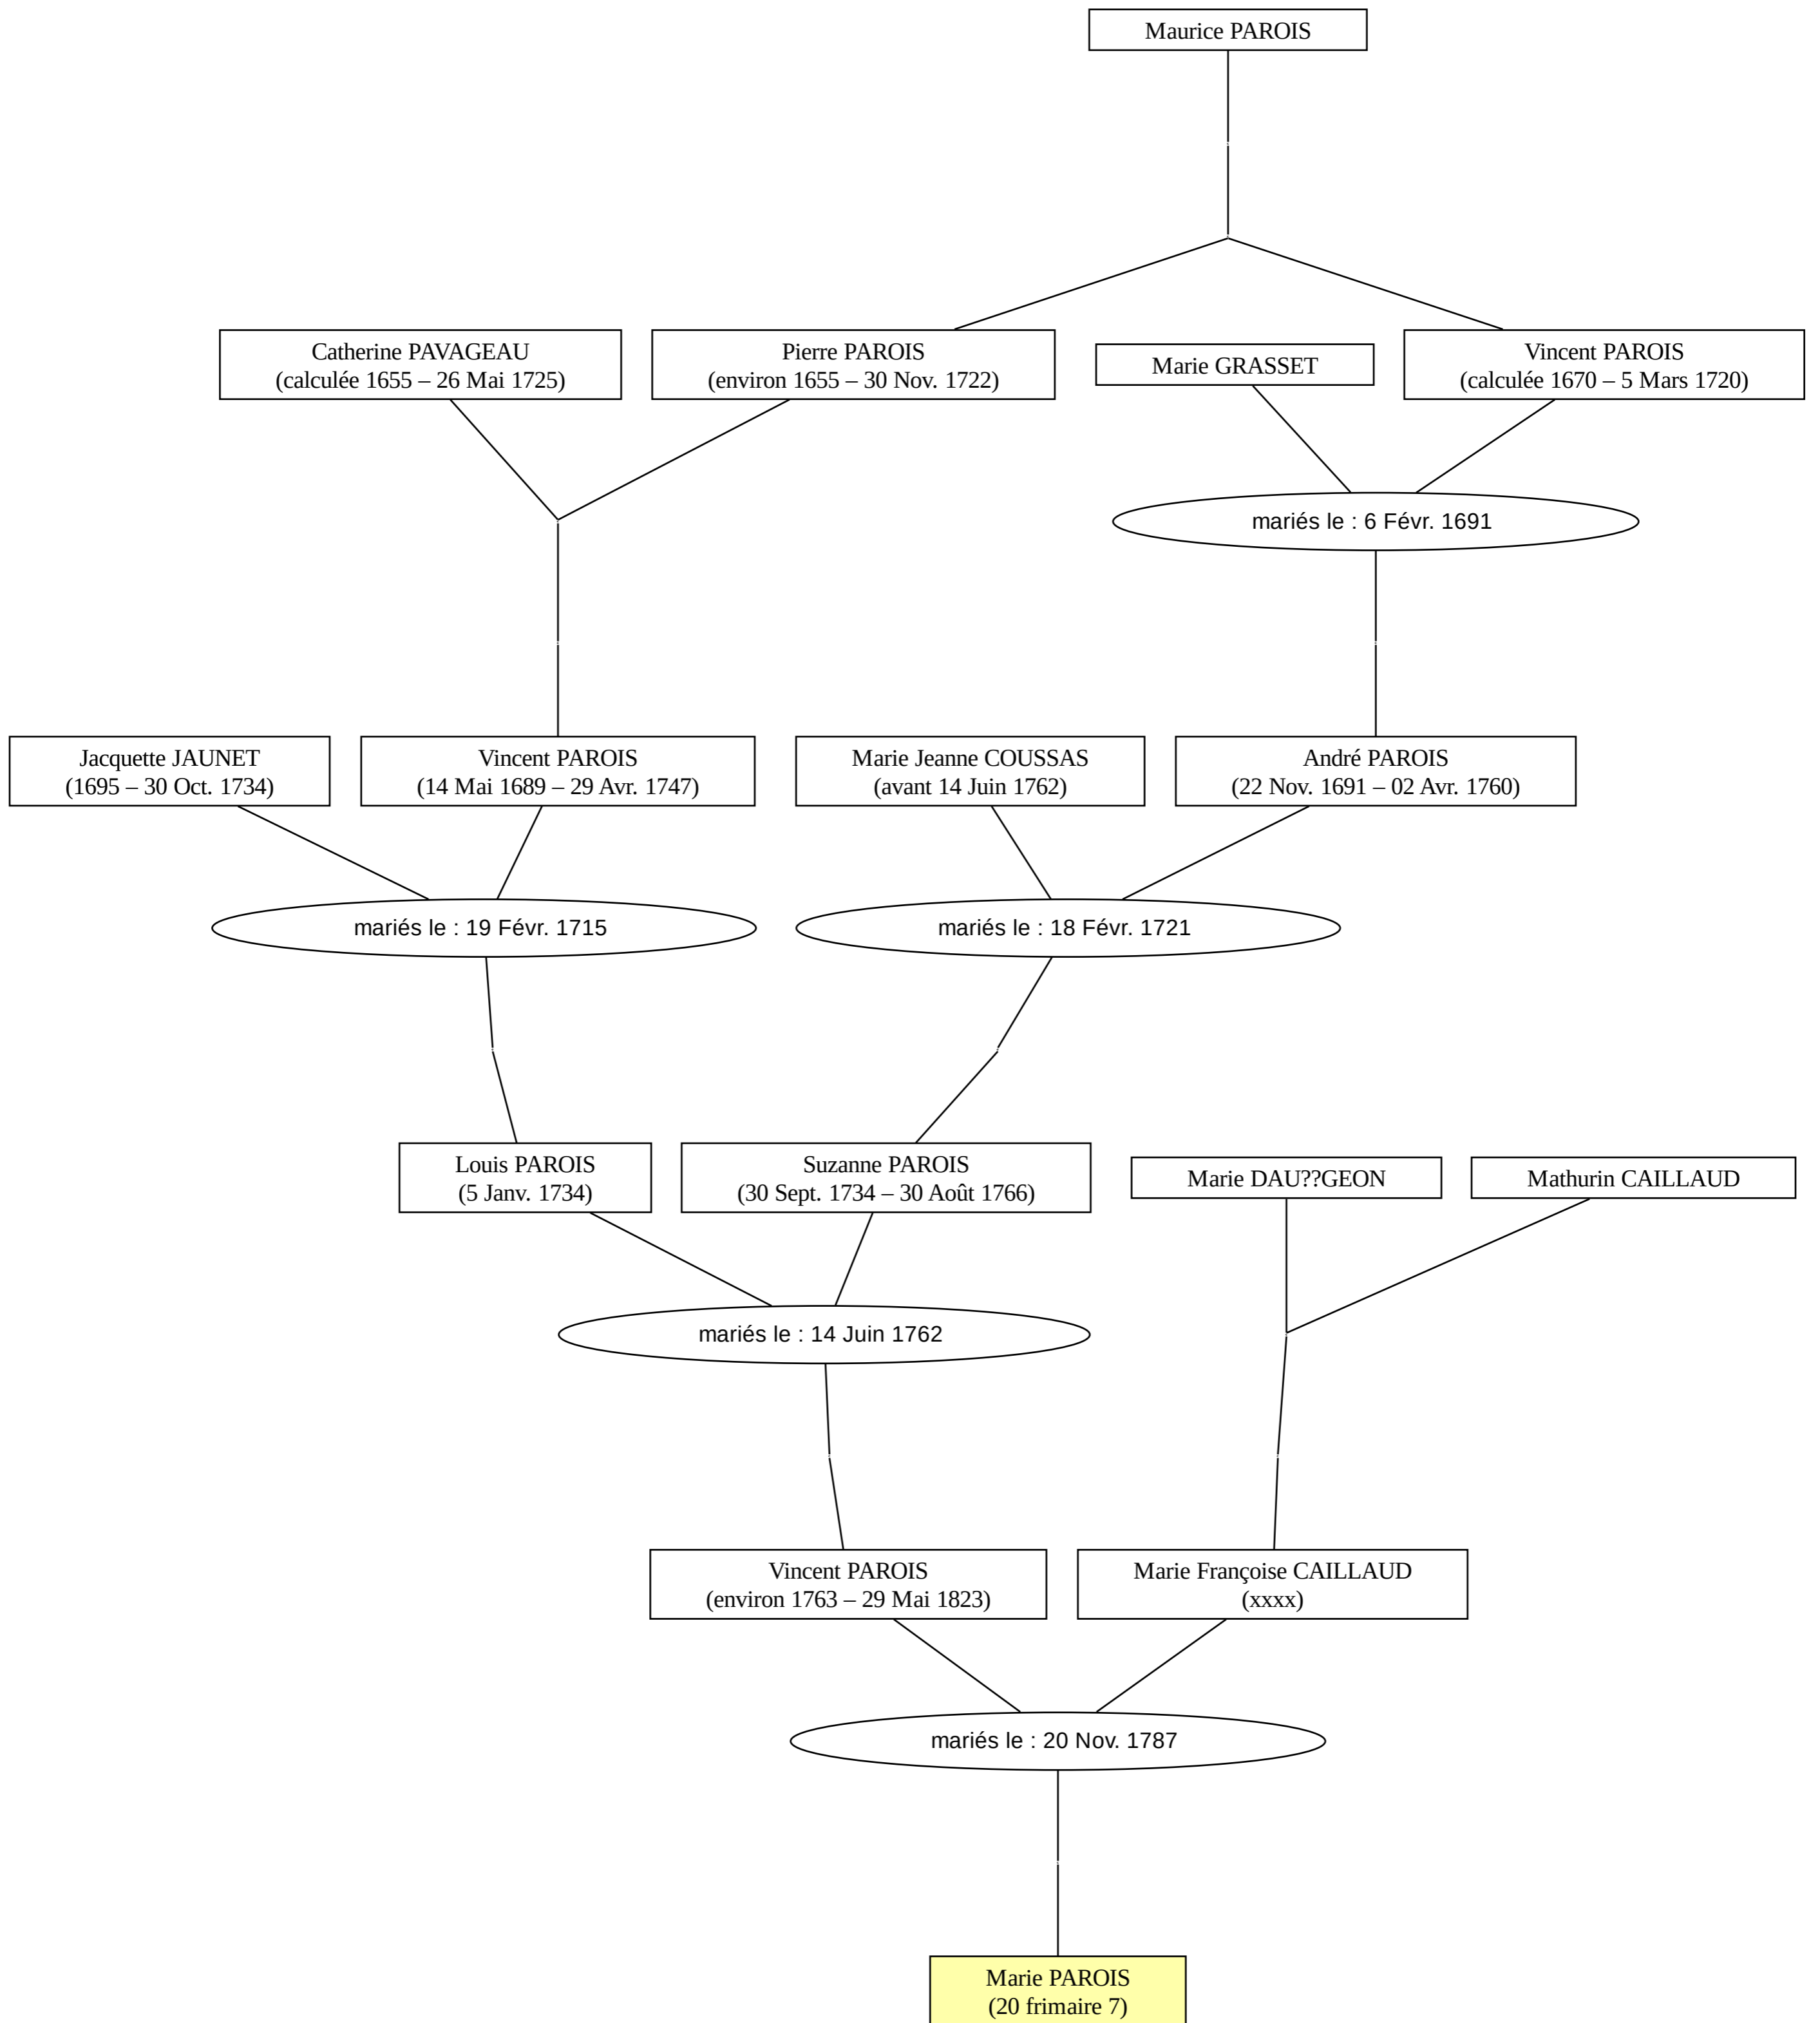 Maurice PAROIS
Catherine PAVAGEAU
(calculée 1655 – 26 Mai 1725)
Pierre PAROIS
(environ 1655 – 30 Nov. 1722)
Marie GRASSET
Vincent PAROIS
(calculée 1670 – 5 Mars 1720)
mariés le : 6 Févr. 1691
Jacquette JAUNET
(1695 – 30 Oct. 1734)
Vincent PAROIS
(14 Mai 1689 – 29 Avr. 1747)
Marie Jeanne COUSSAS
(avant 14 Juin 1762)
André PAROIS
(22 Nov. 1691 – 02 Avr. 1760)
mariés le : 19 Févr. 1715
mariés le : 18 Févr. 1721
Louis PAROIS
(5 Janv. 1734)
Suzanne PAROIS
(30 Sept. 1734 – 30 Août 1766)
Marie DAU??GEON
Mathurin CAILLAUD
mariés le : 14 Juin 1762
Vincent PAROIS
(environ 1763 – 29 Mai 1823)
Marie Françoise CAILLAUD
(xxxx)
mariés le : 20 Nov. 1787
Marie PAROIS
(20 frimaire 7)